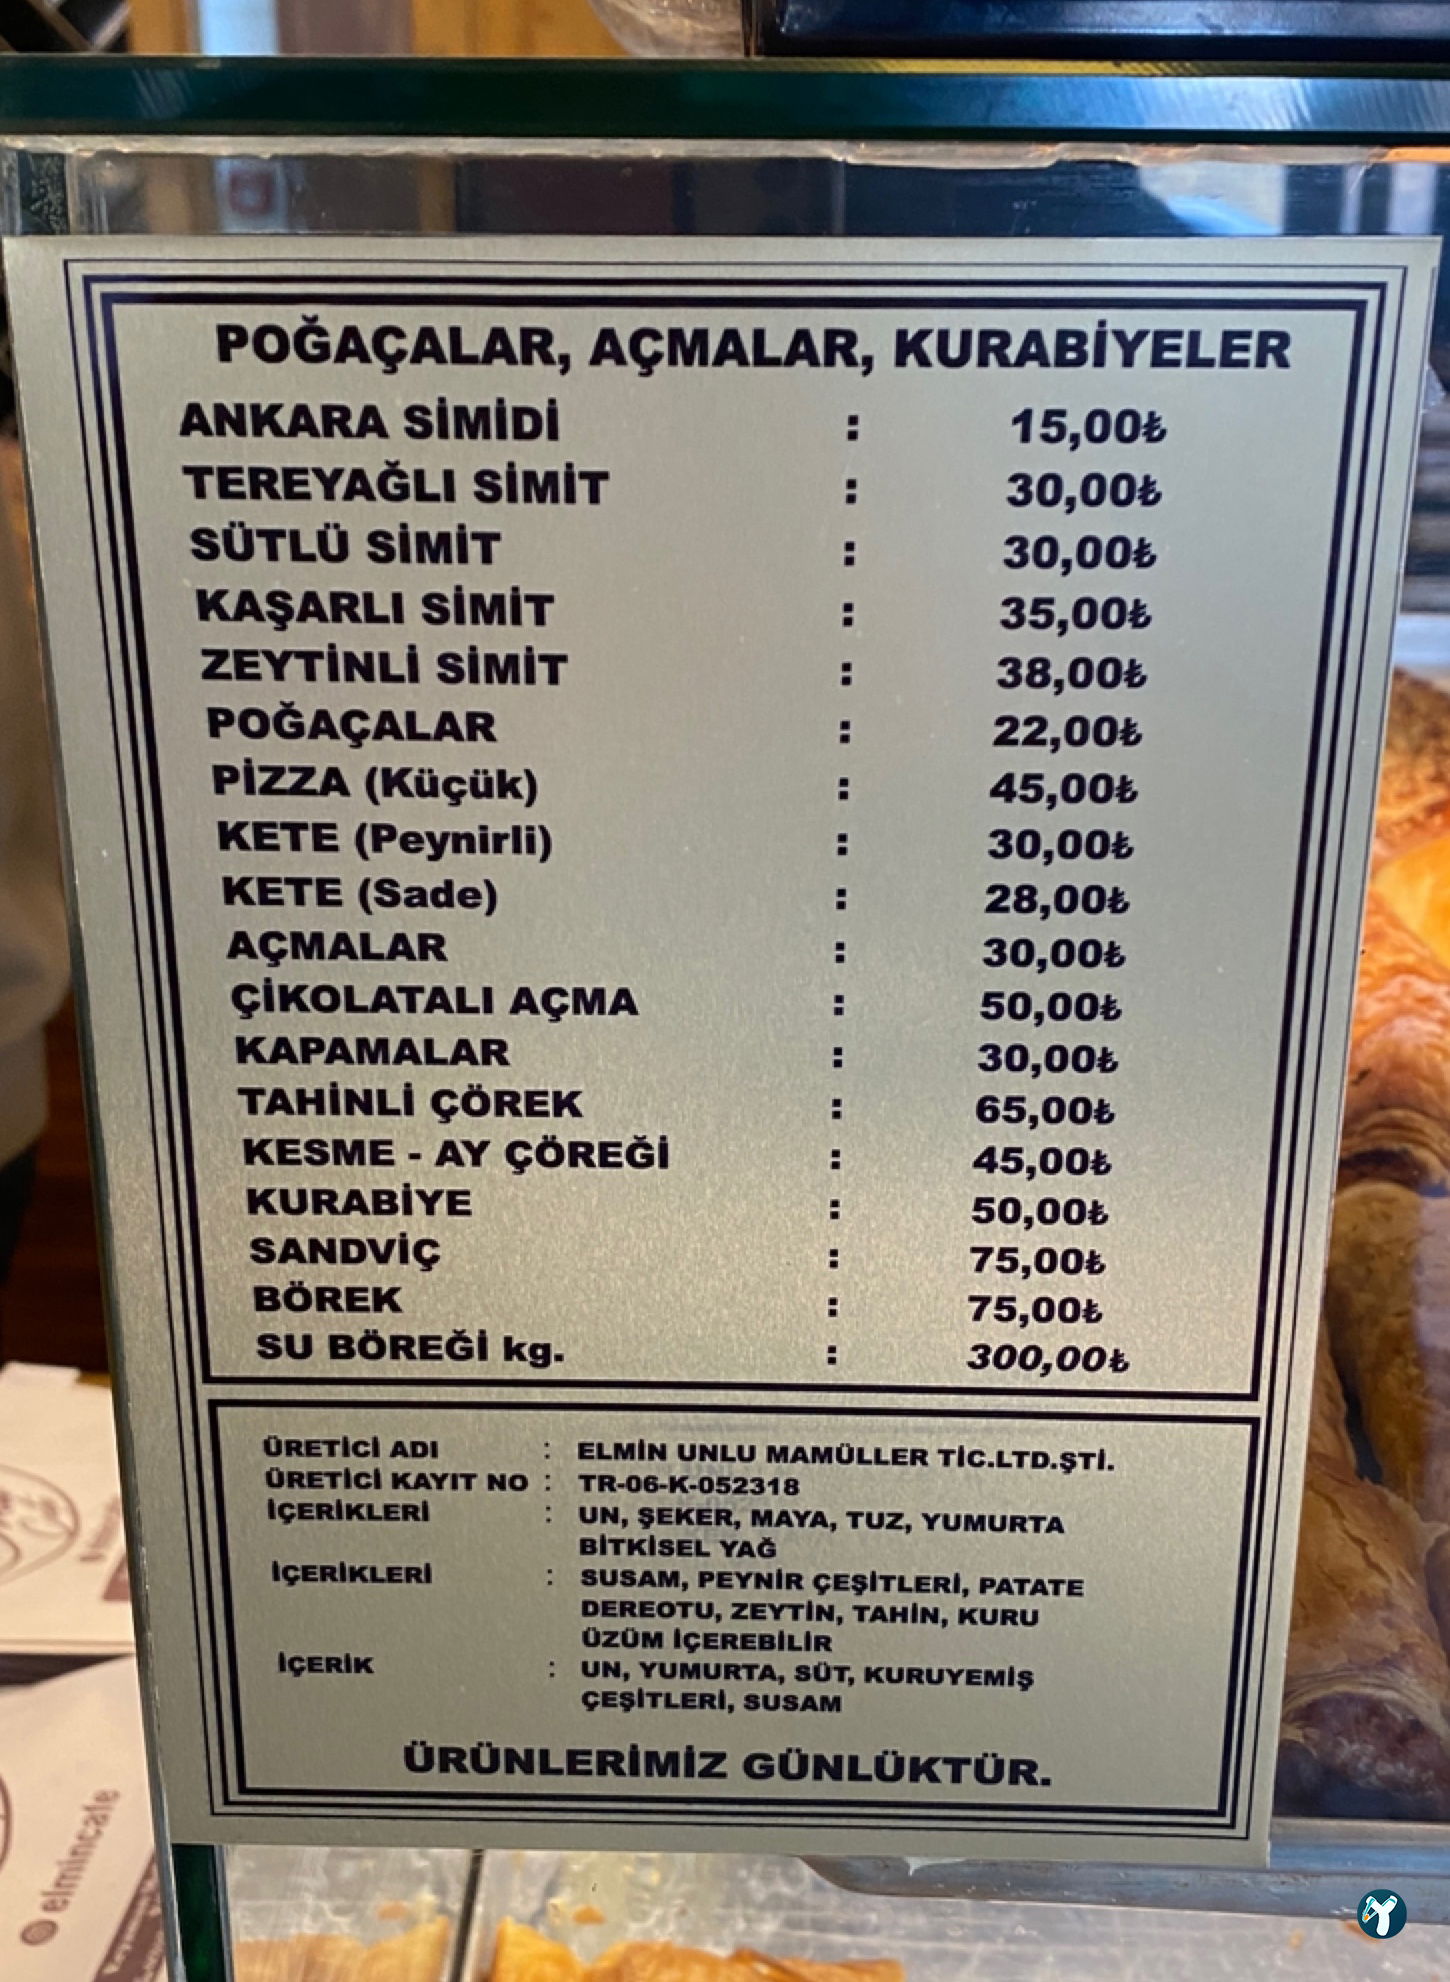 POĞAÇALAR, AÇMALAR, KURABİYELER
ANKARA SİMİDİ : 15,00₺
TEREYAĞLI SİMİT : 30,00₺
SÜTLÜ SİMİT : 30,00₺
KAŞARLI SİMİT : 35,00₺
ZEYTİNLİ SİMİT : 38,00₺
POĞAÇALAR : 22,00₺
PİZZA (Küçük) : 45,00₺
KETE (Peynirli) : 30,00₺
KETE (Sade) : 28,00₺
AÇMALAR : 30,00₺
ÇİKOLATALI AÇMA : 50,00₺
KAPAMALAR : 30,00₺
TAHİNLİ ÇÖREK : 65,00₺
KESME - AY ÇÖREĞİ : 45,00₺
KURABİYE : 50,00₺
SANDVİÇ : 75,00₺
BÖREK : 75,00₺
SU BÖREĞİ kg. : 300,00₺
ÜRETİCİ ADI : ELMİN UNLU MAMÜLLER TİC.LTD.ŞTİ.
ÜRETİCİ KAYIT NO : TR-06-K-052318
İÇERİKLERİ : UN, ŞEKER, MAYA, TUZ, YUMURTA
BİTKİSEL YAĞ
İÇERİKLERİ : SUSAM, PEYNİR ÇEŞİTLERİ, PATATE
DEREOTU, ZEYTİN, TAHİN, KURU
ÜZÜM İÇEREBİLİR
İÇERİK : UN, YUMURTA, SÜT, KURUYEMİŞ
ÇEŞİTLERİ, SUSAM
ÜRÜNLERİMİZ GÜNLÜKTÜR.
elmincafe